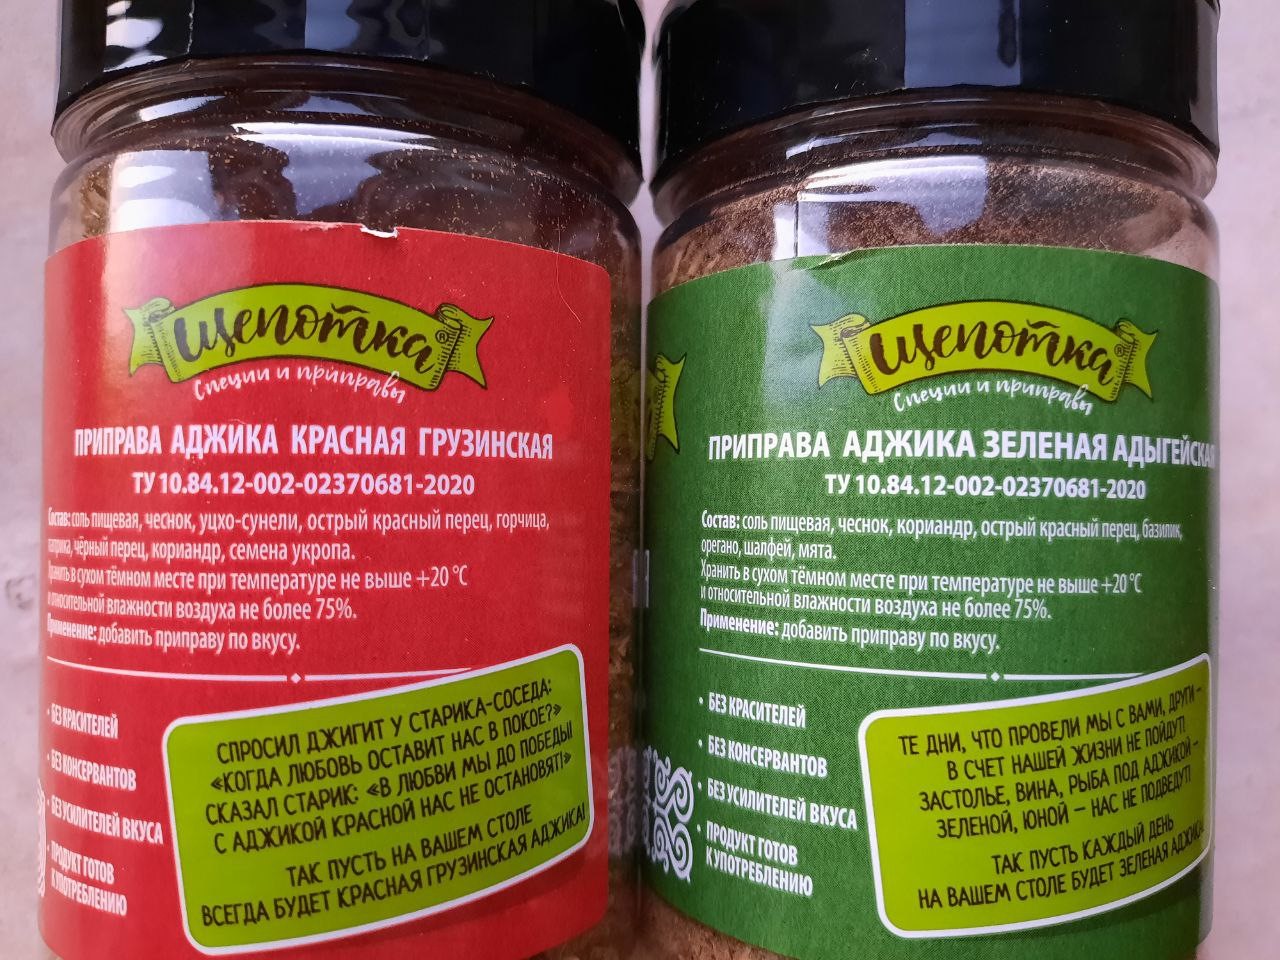 Щепотка®
Специи и приправы
ПРИПРАВА АДЖИКА КРАСНАЯ ГРУЗИНСКАЯ
ТУ 10.84.12-002-02370681-2020
Состав: соль пищевая, чеснок, уцхо-сунели, острый красный перец, горчица,
паприка, чёрный перец, кориандр, семена укропа.
Хранить в сухом тёмном месте при температуре не выше +20 °С
и относительной влажности воздуха не более 75%.
Применение: добавить приправу по вкусу.
• БЕЗ КРАСИТЕЛЕЙ
• БЕЗ КОНСЕРВАНТОВ
• БЕЗ УСИЛИТЕЛЕЙ ВКУСА
• ПРОДУКТ ГОТОВ
К УПОТРЕБЛЕНИЮ
СПРОСИЛ ДЖИГИТ У СТАРИКА-СОСЕДА:
«КОГДА ЛЮБОВЬ ОСТАВИТ НАС В ПОКОЕ?»
СКАЗАЛ СТАРИК: «В ЛЮБВИ МЫ ДО ПОБЕДЫ!
С АДЖИКОЙ КРАСНОЙ НАС НЕ ОСТАНОВЯТ!»
ТАК ПУСТЬ НА ВАШЕМ СТОЛЕ
ВСЕГДА БУДЕТ КРАСНАЯ ГРУЗИНСКАЯ АДЖИКА!
Щепотка®
Специи и приправы
ПРИПРАВА АДЖИКА ЗЕЛЕНАЯ АДЫГЕЙСКАЯ
ТУ 10.84.12-002-02370681-2020
Состав: соль пищевая, чеснок, кориандр, острый красный перец, базилик,
орегано, шалфей, мята.
Хранить в сухом тёмном месте при температуре не выше +20 °С
и относительной влажности воздуха не более 75%.
Применение: добавить приправу по вкусу.
• БЕЗ КРАСИТЕЛЕЙ
• БЕЗ КОНСЕРВАНТОВ
• БЕЗ УСИЛИТЕЛЕЙ ВКУСА
• ПРОДУКТ ГОТОВ
К УПОТРЕБЛЕНИЮ
ТЕ ДНИ, ЧТО ПРОВЕЛИ МЫ С ВАМИ, ДРУГИ –
В СЧЕТ НАШЕЙ ЖИЗНИ НЕ ПОЙДУТ!
ЗАСТОЛЬЕ, ВИНА, РЫБА ПОД АДЖИКОЙ –
ЗЕЛЕНОЙ, ЮНОЙ – НАС НЕ ПОДВЕДУТ!
ТАК ПУСТЬ КАЖДЫЙ ДЕНЬ
НА ВАШЕМ СТОЛЕ БУДЕТ ЗЕЛЕНАЯ АДЖИКА!